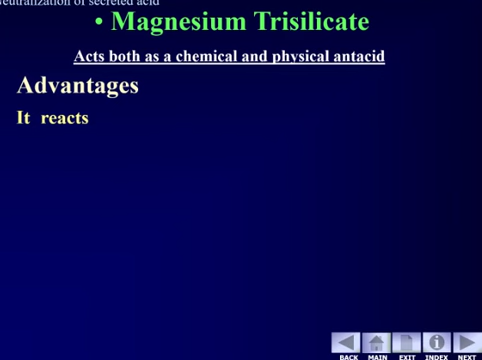 Neutralization of secreted acid
• Magnesium Trisilicate
Acts both as a chemical and physical antacid
Advantages
It reacts
BACK MAIN EXIT INDEX NEXT